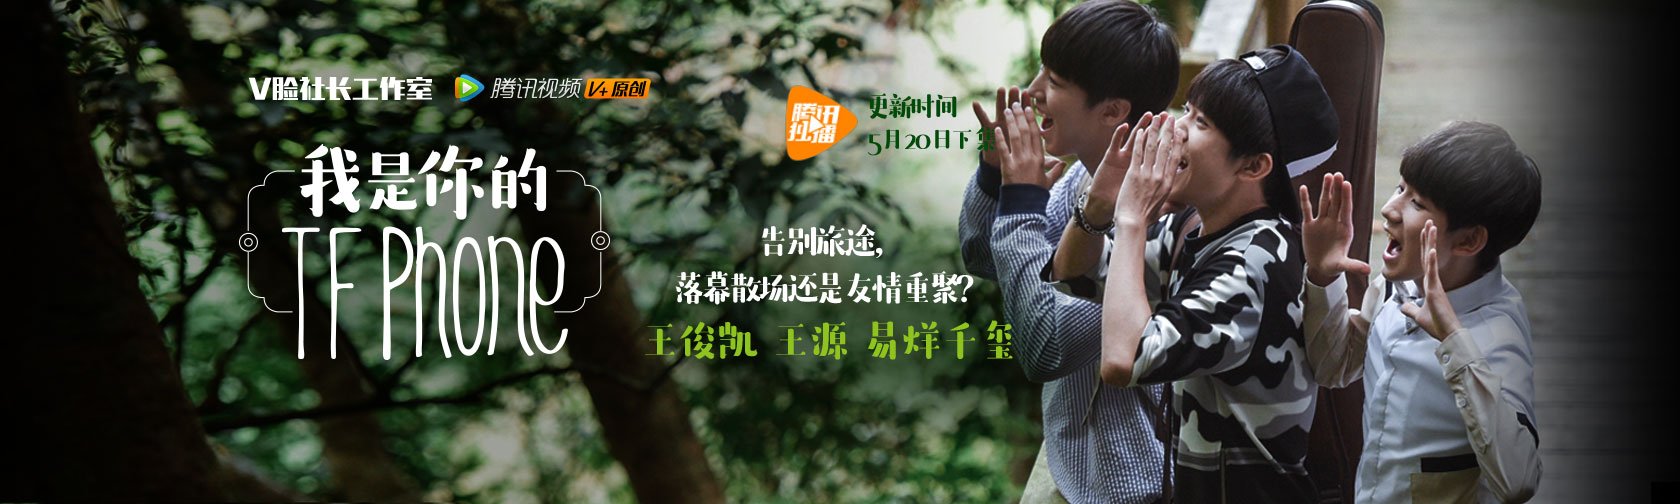 V脸社长工作室
腾讯视频 V+原创
我是你的
TF Phone
腾讯
独播
更新时间
5月20日下集
告别旅途，
落幕散场还是友情重聚？
王俊凯 王源 易烊千玺